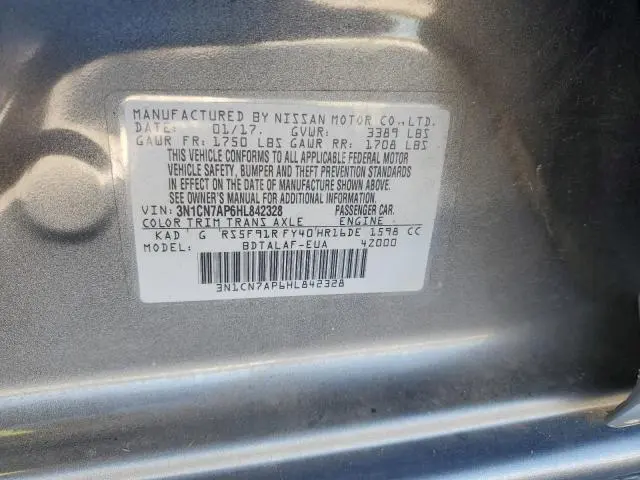 MANUFACTURED BY NISSAN MOTOR CO.,LTD.
DATE: 01/17. GVWR: 3389 LBS
GAWR FR: 1750 LBS GAWR RR: 1708 LBS
THIS VEHICLE CONFORMS TO ALL APPLICABLE FEDERAL MOTOR
VEHICLE SAFETY, BUMPER AND THEFT PREVENTION STANDARDS
IN EFFECT ON THE DATE OF MANUFACTURE SHOWN ABOVE.
SEE OWNER'S MANUAL FOR ADDITIONAL INFORMATION.
VIN: 3N1CN7AP6HL842328 PASSENGER CAR.
COLOR TRIM TRANS AXLE ENGINE
KAD G RS5F91R FY40 HR16DE 1598 CC
MODEL: BDTALAF-EUA 42000
3N1CN7AP6HL842328